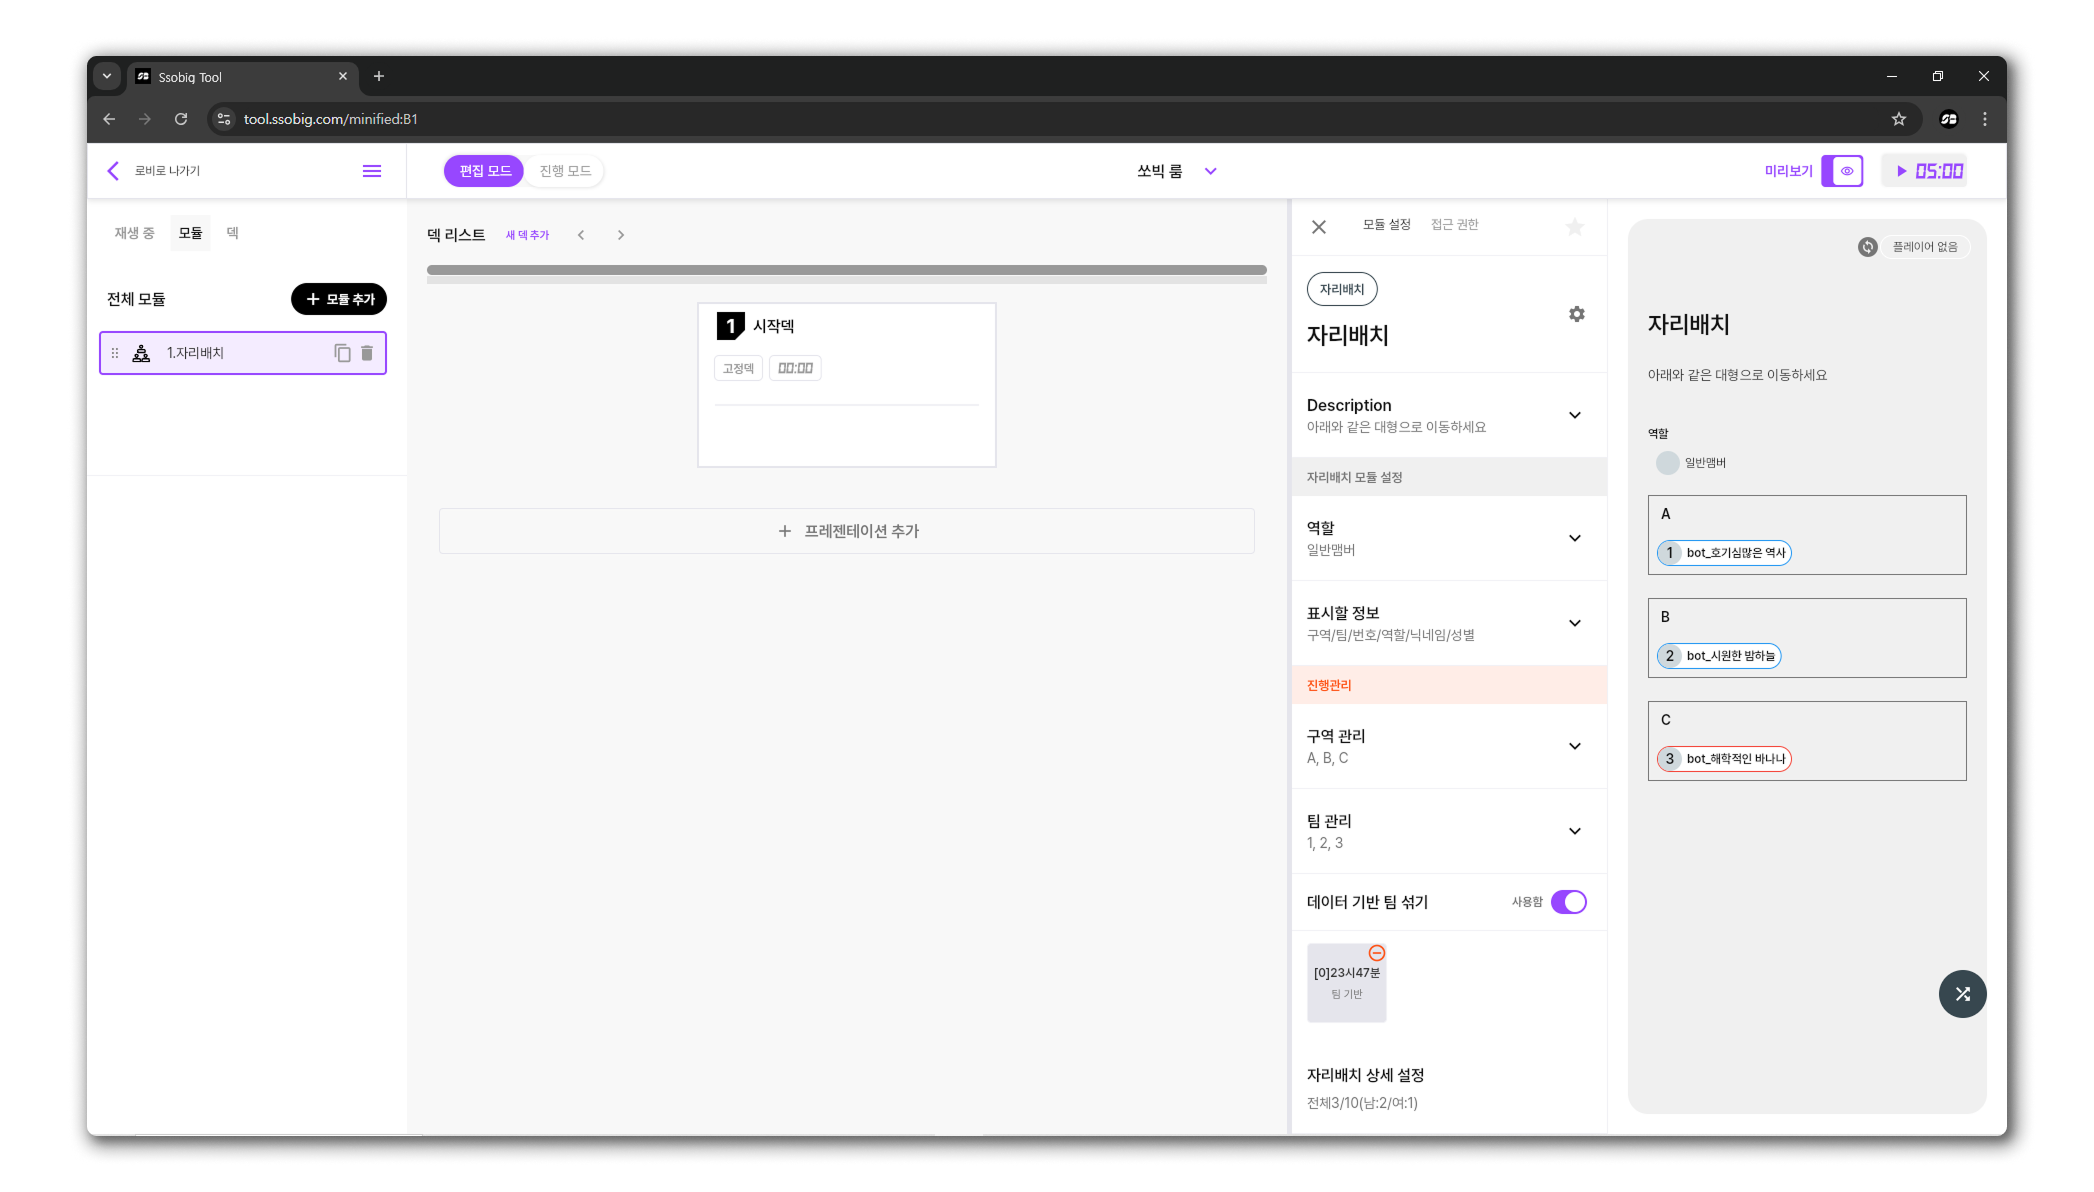 Ssobig Tool
tool.ssobig.com/minified:B1
로비로 나가기
편집 모드
진행 모드
쏘빅 룸
미리보기
05:00
재생 중
모듈
덱
전체 모듈
모듈 추가
1.자리배치
덱 리스트
새 덱 추가
1 시작덱
고정덱
00:00
프레젠테이션 추가
모듈 설정
접근 권한
자리배치
자리배치
Description
아래와 같은 대형으로 이동하세요
자리배치 모듈 설정
역할
일반맴버
표시할 정보
구역/팀/번호/역할/닉네임/성별
진행관리
구역 관리
A, B, C
팀 관리
1, 2, 3
데이터 기반 팀 섞기
사용함
[0]23시47분
팀 기반
자리배치 상세 설정
전체3/10(남:2/여:1)
플레이어 없음
자리배치
아래와 같은 대형으로 이동하세요
역할
일반맴버
A
1 bot_호기심많은 역사
B
2 bot_시원한 밤하늘
C
3 bot_해학적인 바나나